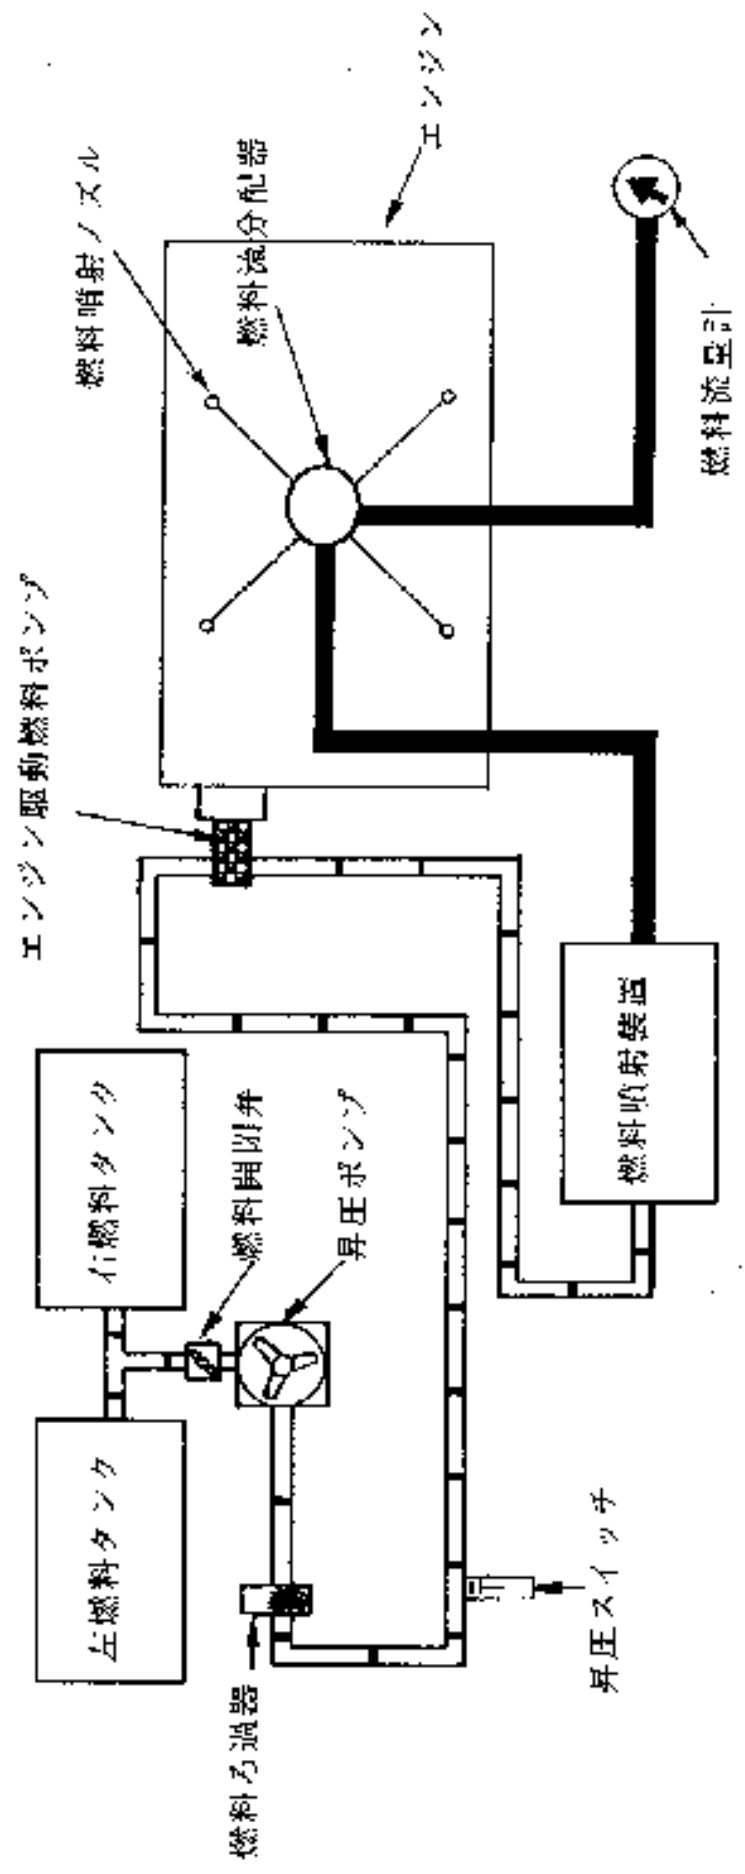 エンジン
燃料噴射ノズル
燃料流分配器
燃料流量計
エンジン駆動燃料ポンプ
燃料噴射装置
右燃料タンク
燃料開閉弁
昇圧ポンプ
左燃料タンク
昇圧スイッチ
燃料ろ過器